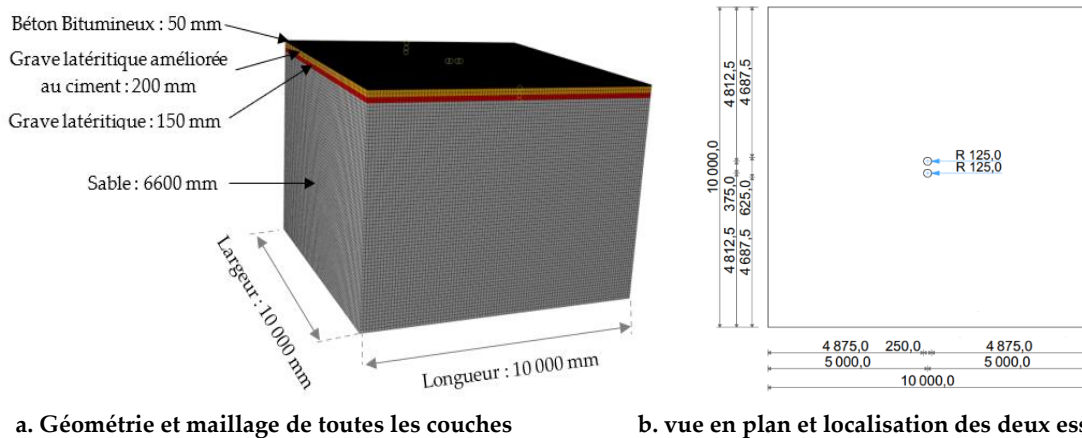 Béton Bitumineux : 50 mm
Grave latéritique améliorée
au ciment : 200 mm
Grave latéritique : 150 mm
Sable : 6600 mm
Largeur : 10 000 mm
Longueur : 10 000 mm
4 812,5
4 687,5
10 000,0
375,0
625,0
4 812,5
4 687,5
R 125,0
R 125,0
4 875,0 250,0 4 875,0
5 000,0 5 000,0
10 000,0
a. Géométrie et maillage de toutes les couches
b. vue en plan et localisation des deux ess